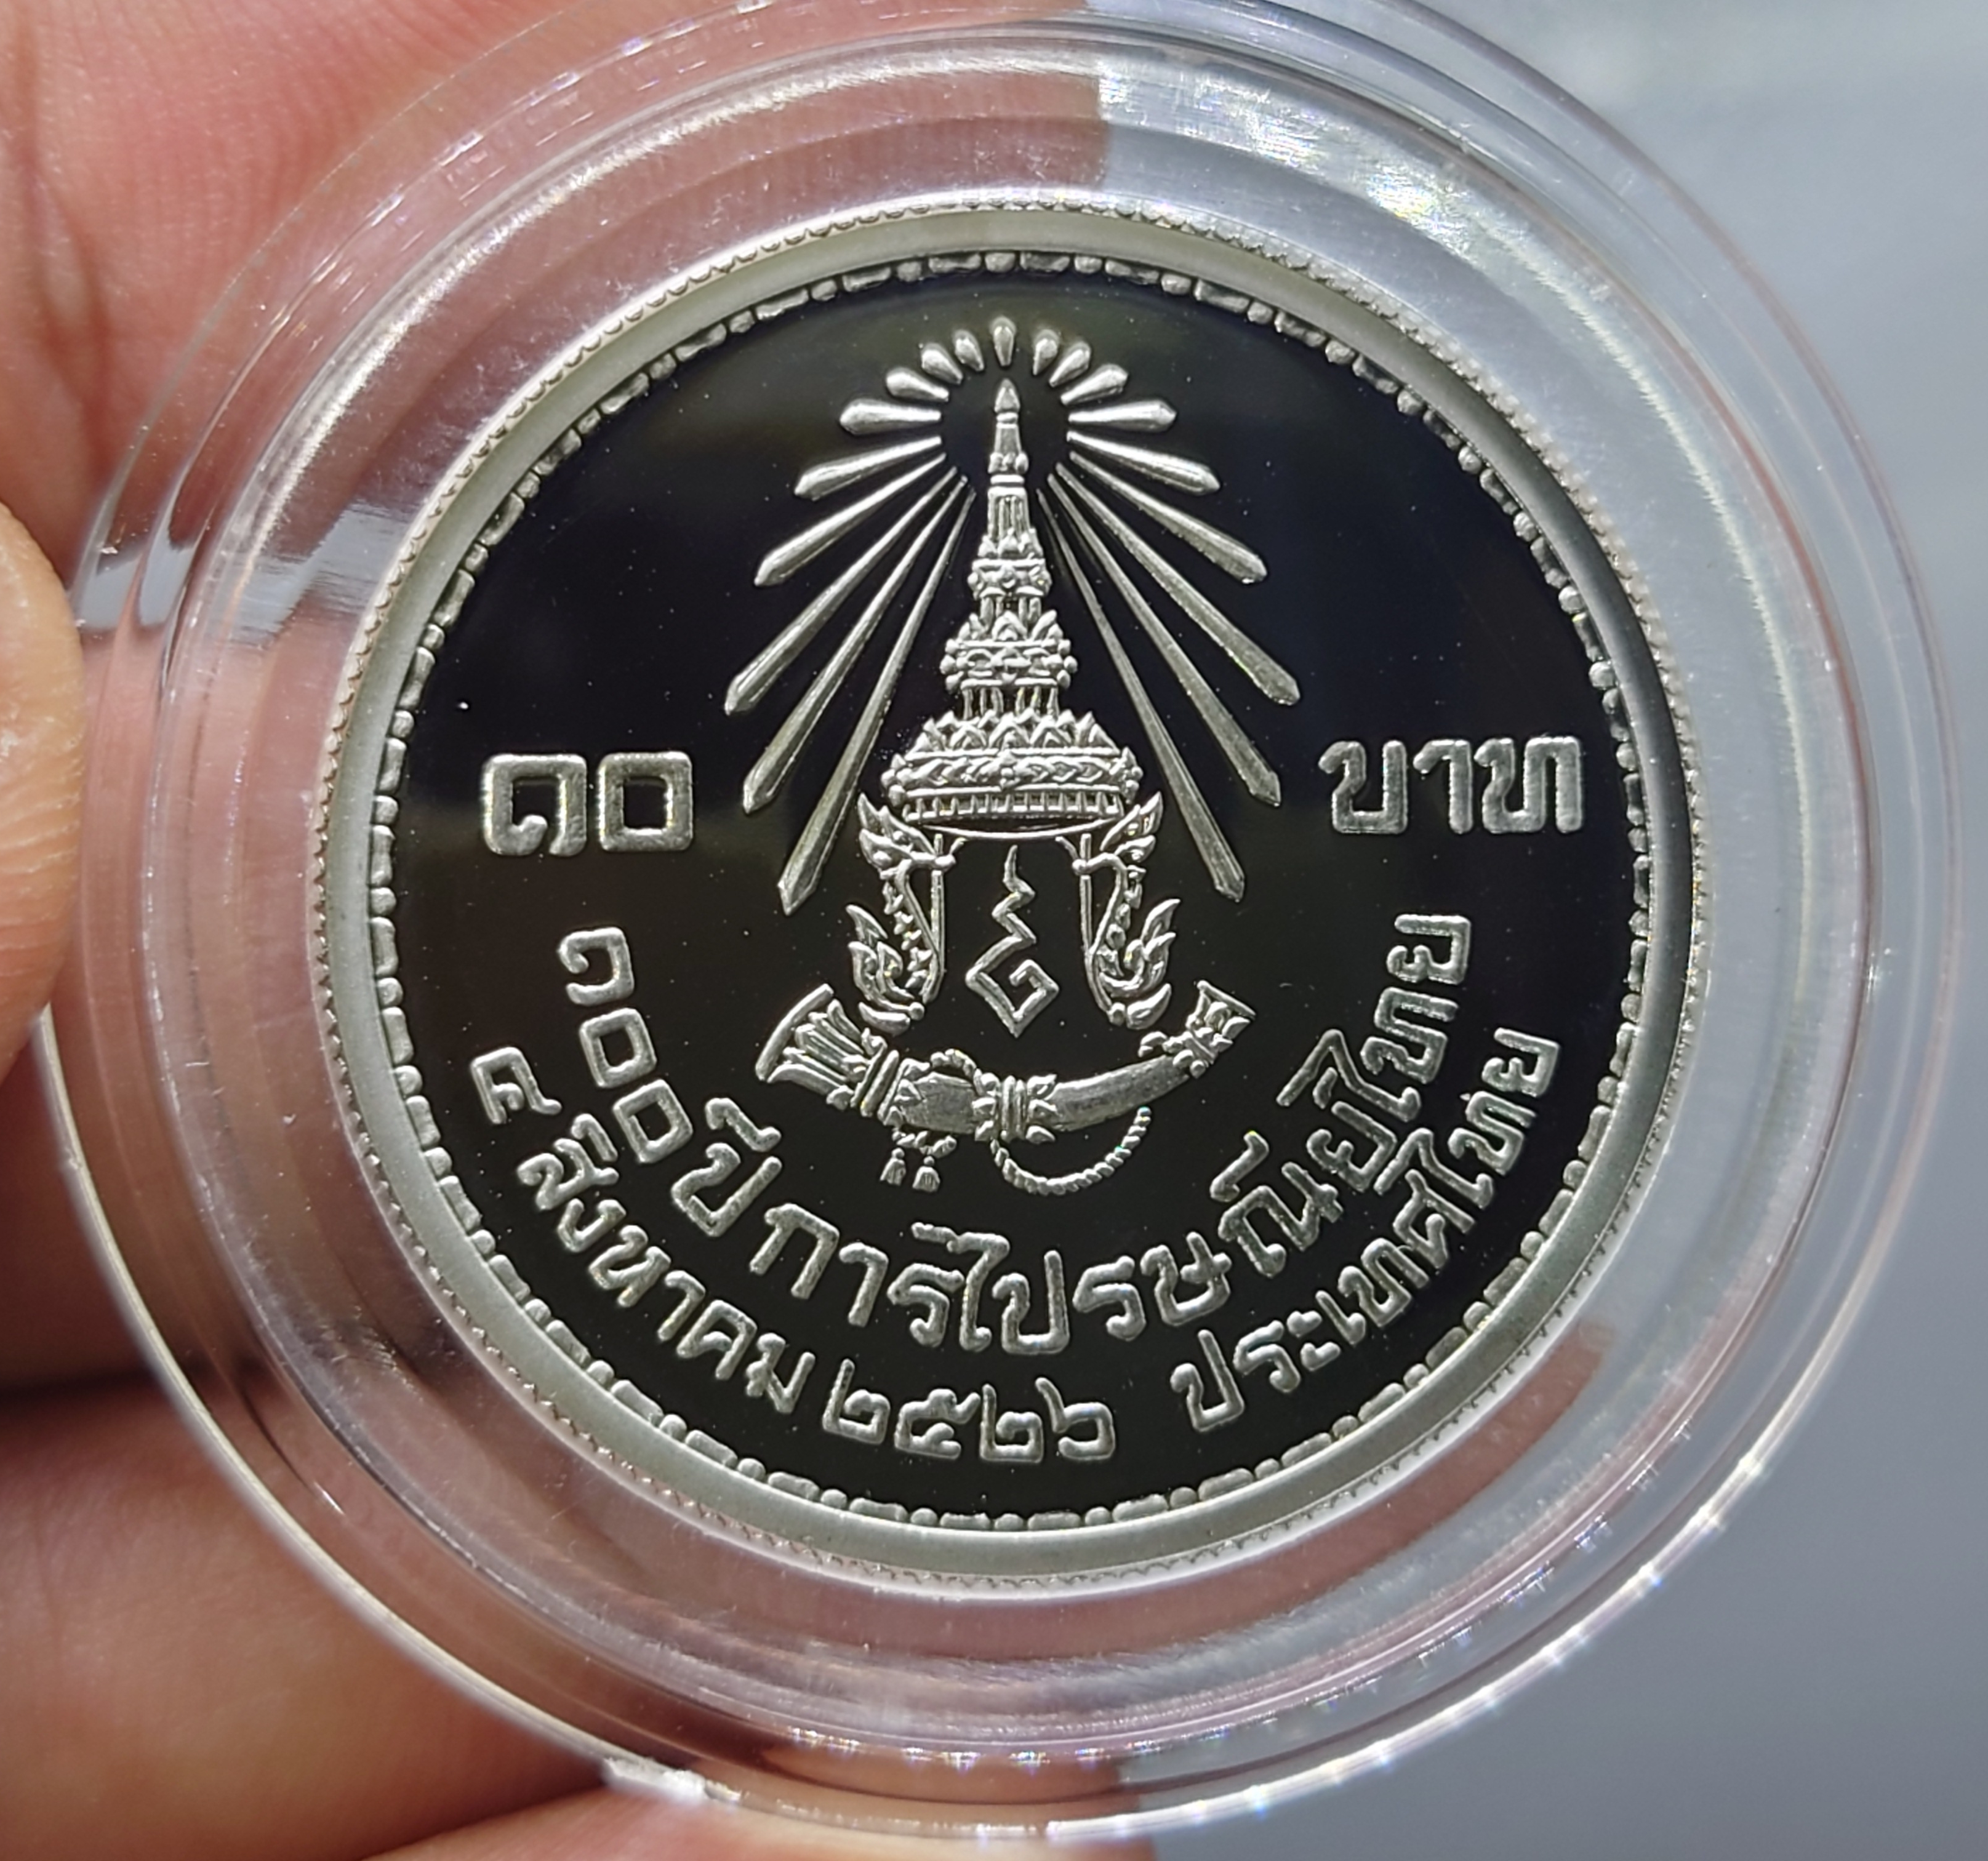 ๑๐ บาท
๑๐๐ ปี การไปรษณีย์ไทย
๔ สิงหาคม ๒๕๒๖ ประเทศไทย